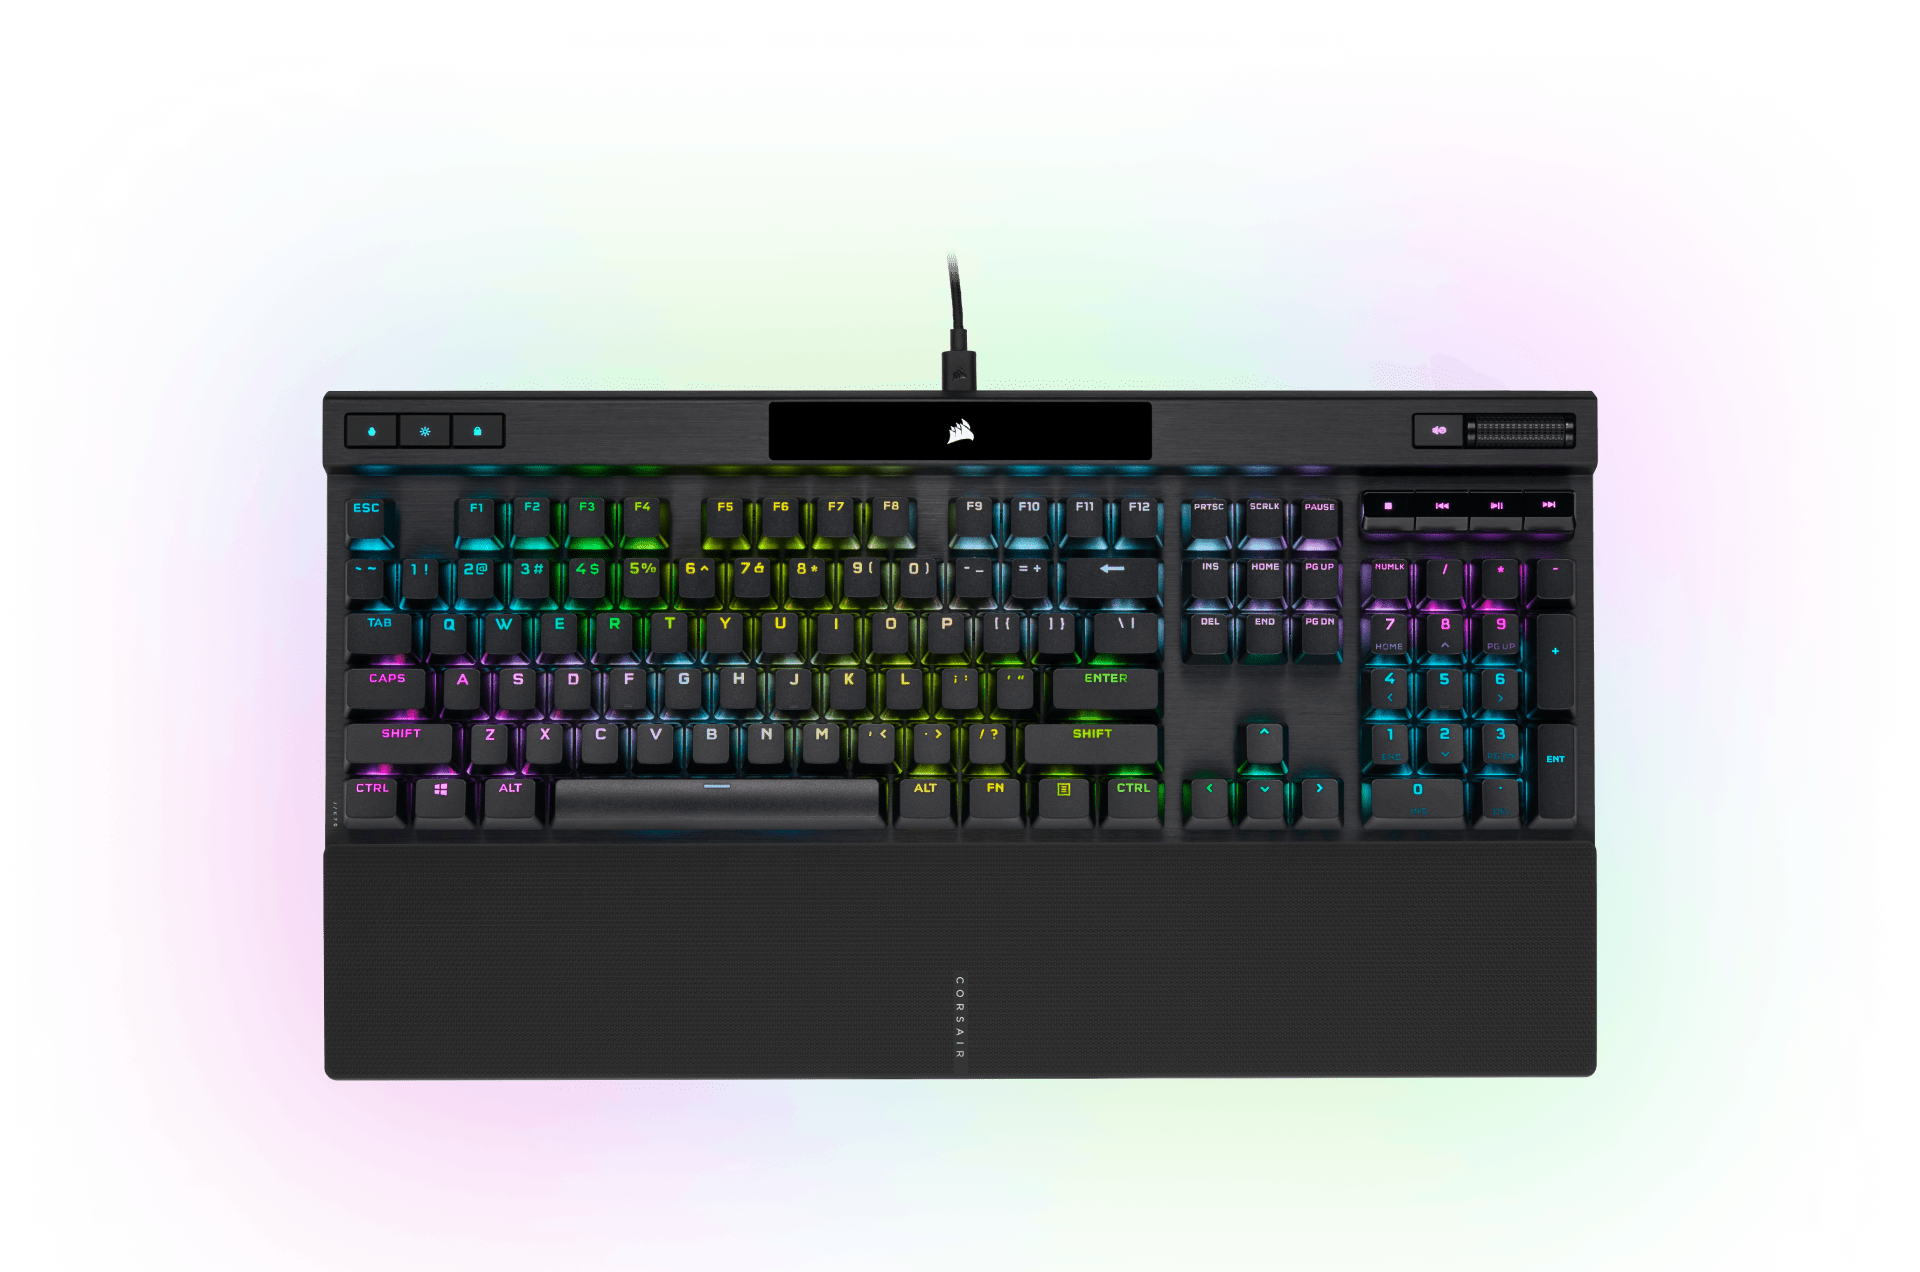 ESC F1 F2 F3 F4 F5 F6 F7 F8 F9 F10 F11 F12 PRTSC SCRLK PAUSE
~ ~ 1 ! 2 @ 3 # 4 $ 5 % 6 ^ 7 & 8 * 9 ( 0 ) - _ = + INS HOME PG UP NUMLK / * -
TAB Q W E R T Y U I O P [ { ] } \ | DEL END PG DN 7 8 9 +
HOME ^ PG UP
CAPS A S D F G H J K L ; : ' " ENTER 4 5 6
< >
SHIFT Z X C V B N M , < . > / ? SHIFT ^ 1 2 3 ENT
END
CTRL ALT ALT FN CTRL < > 0 .
CORSAIR